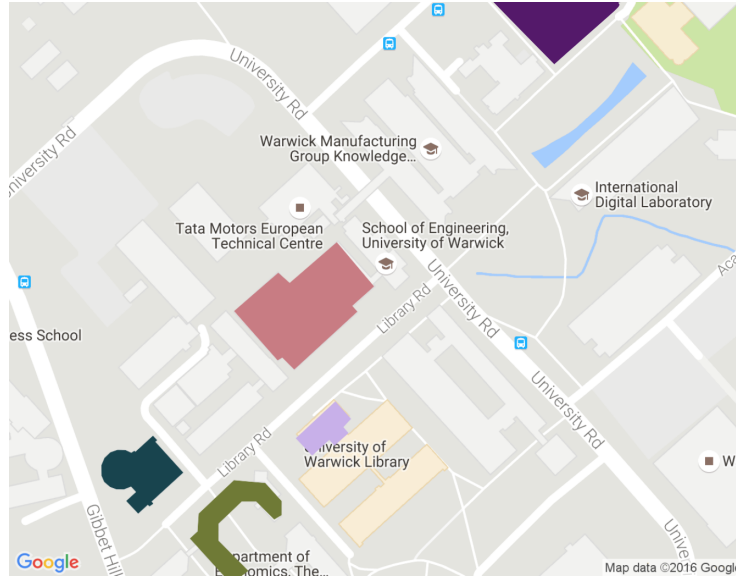 University Rd
University Rd
Warwick Manufacturing
Group Knowledge...
International
Digital Laboratory
Tata Motors European
Technical Centre
School of Engineering,
University of Warwick
University Rd
Library Rd
ess School
University Rd
Library Rd
University of
Warwick Library
W
Gibbet Hill
Department of
Economics, The...
Google
Map data ©2016 Google